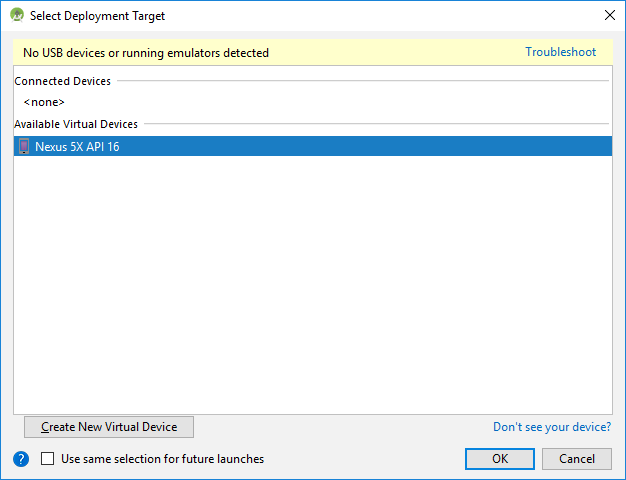 Select Deployment Target
No USB devices or running emulators detected Troubleshoot
Connected Devices
<none>
Available Virtual Devices
Nexus 5X API 16
Create New Virtual Device Don't see your device?
? Use same selection for future launches OK Cancel